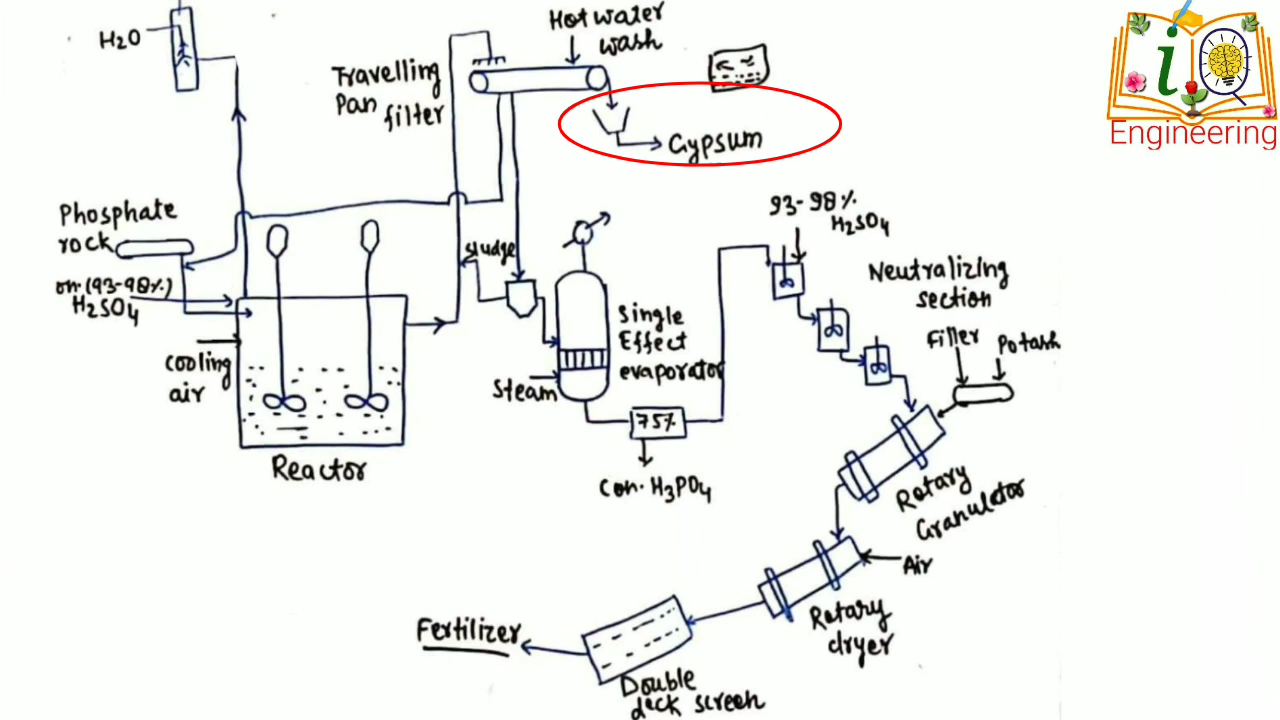 H2O
Hot water
wash
Travelling
Pan
filter
Gypsum
i
Engineering
Phosphate
rock
con.(93-98%)
H2SO4
cooling
air
Reactor
sludge
Single
Effect
evaporator
Steam
75%
con. H3PO4
93-98%
H2SO4
Neutralizing
section
Filler
Potash
Rotary
Granulator
Air
Rotary
dryer
Double
deck screen
Fertilizer